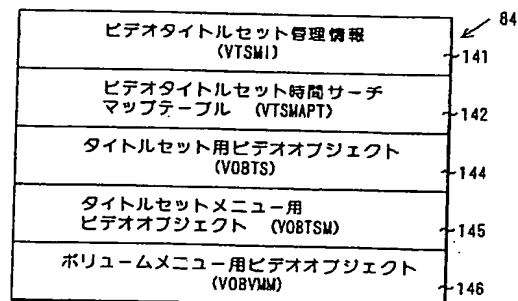 84
ビデオタイトルセット管理情報
(VTSMI)
141
ビデオタイトルセット時間サーチ
マップテーブル (VTSMAPT)
142
タイトルセット用ビデオオブジェクト
(VOBTS)
144
タイトルセットメニュー用
ビデオオブジェクト (VOBTSM)
145
ボリュームメニュー用ビデオオブジェクト
(VOBVMM)
146